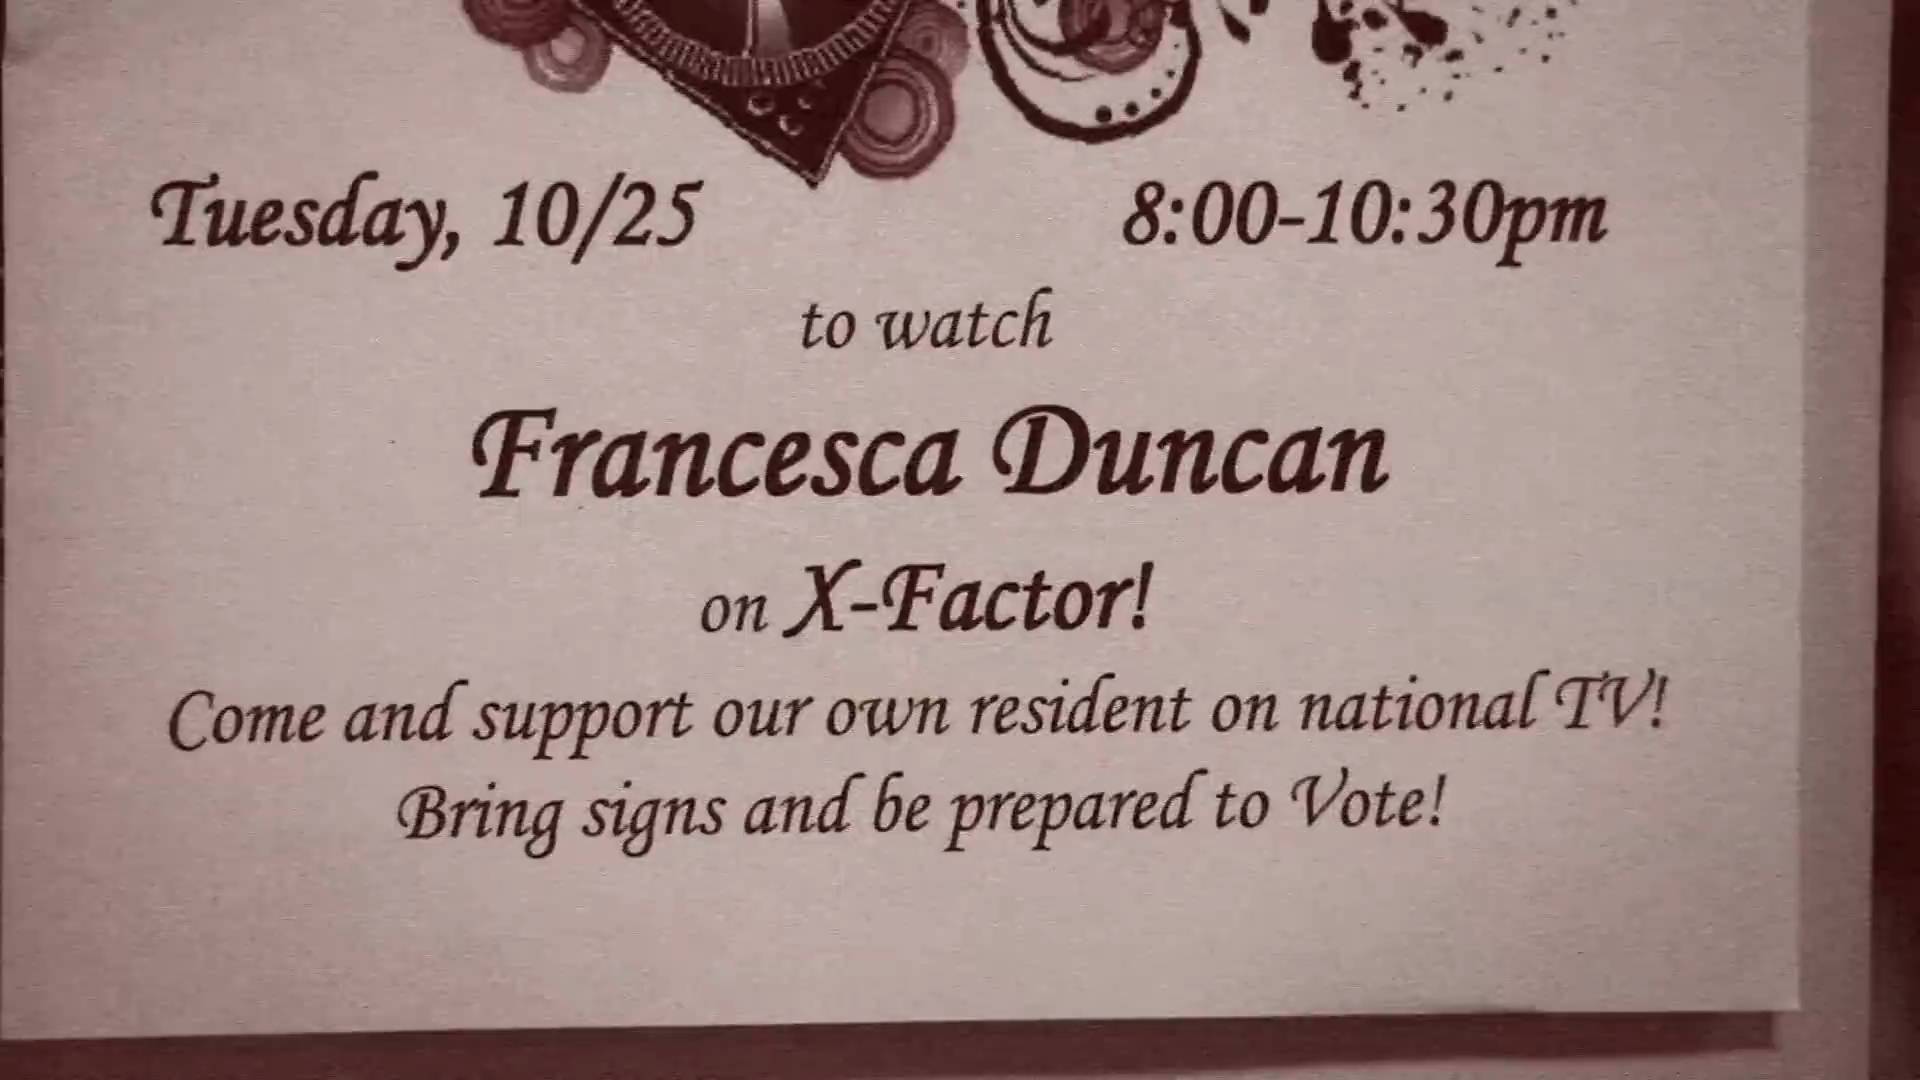 Tuesday, 10/25 8:00-10:30pm
to watch
Francesca Duncan
on X-Factor!
Come and support our own resident on national TV!
Bring signs and be prepared to Vote!